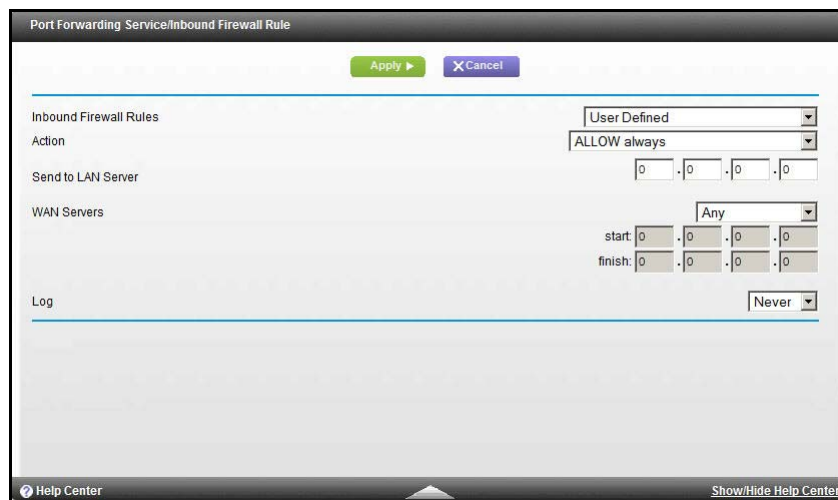 Port Forwarding Service/Inbound Firewall Rule
Apply
Cancel
Inbound Firewall Rules User Defined
Action ALLOW always
Send to LAN Server 0 . 0 . 0 . 0
WAN Servers Any
start: 0 . 0 . 0 . 0
finish: 0 . 0 . 0 . 0
Log Never
Help Center Show/Hide Help Center